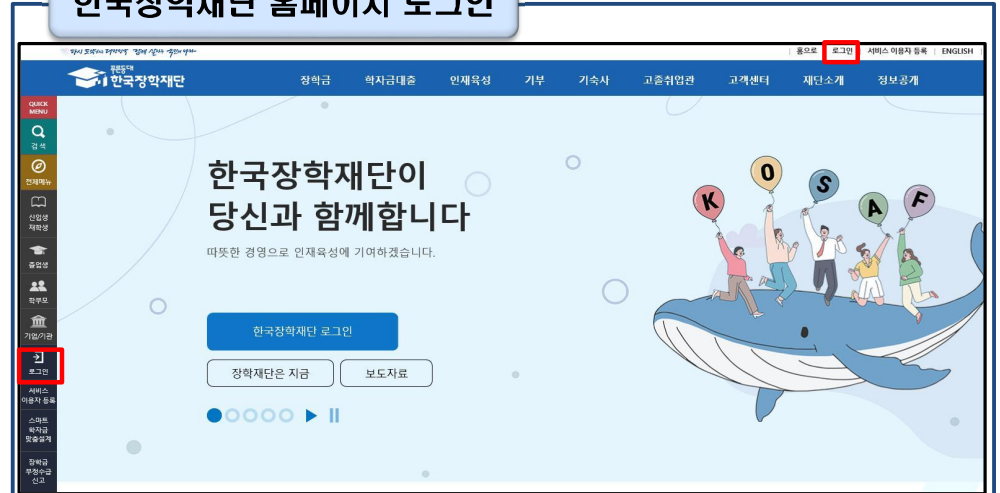 한국장학재단 홈페이지 로그인
홈으로 | 로그인 | 서비스 이용자 등록 | ENGLISH
푸른등대
한국장학재단
장학금 학자금대출 인재육성 기부 기숙사 고졸취업관 고객센터 재단소개 정보공개
QUICK
MENU
검색
전체메뉴
신입생
재학생
졸업생
학부모
기업/기관
로그인
서비스
이용자 등록
스마트
학자금
맞춤설계
장학금
부정수급
신고
한국장학재단이
당신과 함께합니다
따뜻한 경영으로 인재육성에 기여하겠습니다.
한국장학재단 로그인
장학재단은 지금
보도자료
K O S A F